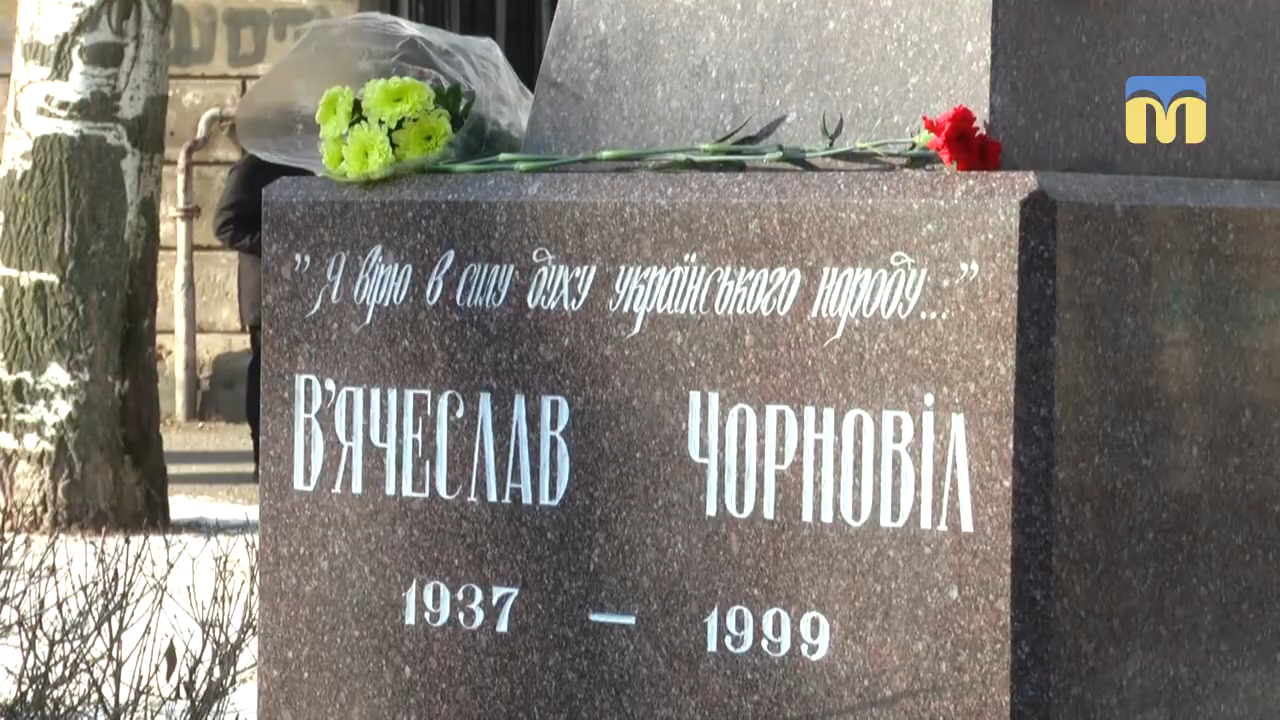 "Я вірю в силу духу українського народу..."
В'ЯЧЕСЛАВ ЧОРНОВІЛ
1937 – 1999